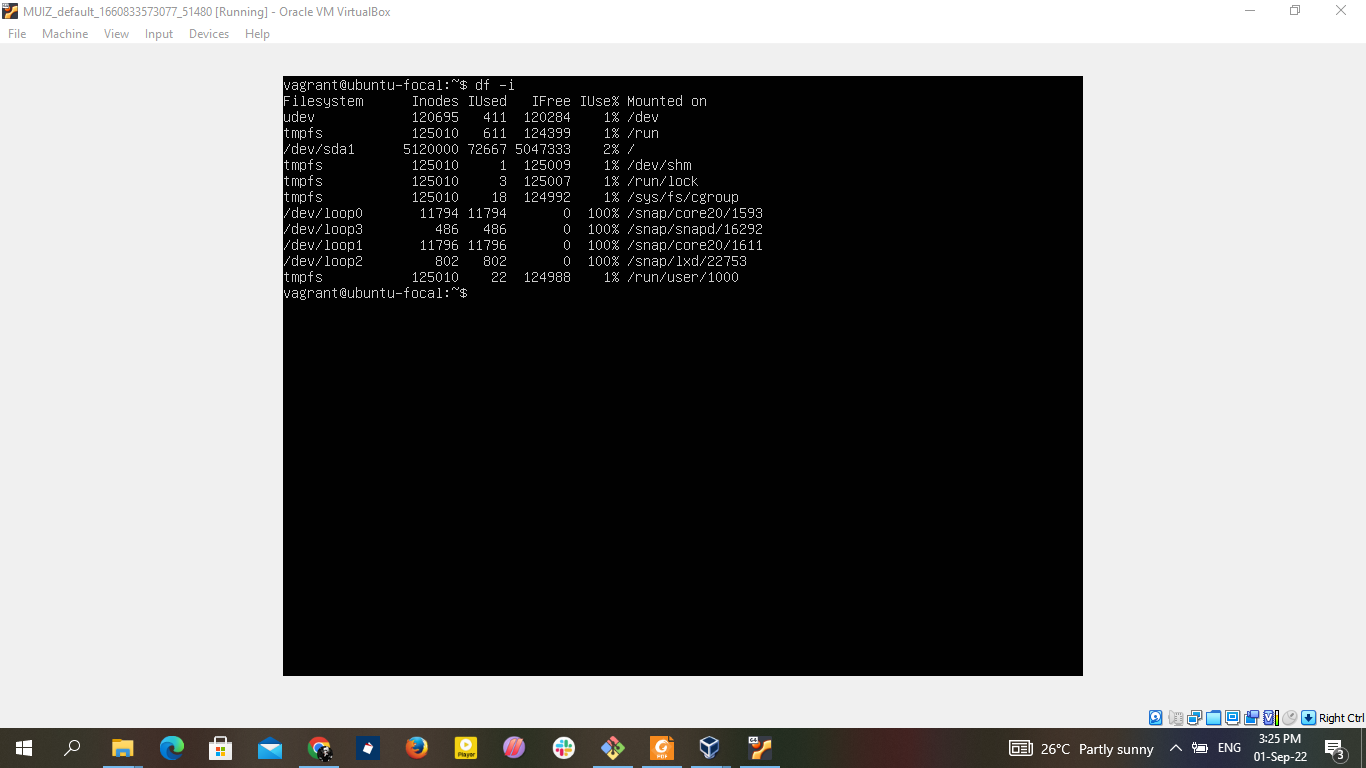 MUIZ_default_1660833573077_51480 [Running] - Oracle VM VirtualBox
File Machine View Input Devices Help
vagrant@ubuntu-focal:~$ df -i
Filesystem Inodes IUsed IFree IUse% Mounted on
udev 120695 411 120284 1% /dev
tmpfs 125010 611 124399 1% /run
/dev/sda1 5120000 72667 5047333 2% /
tmpfs 125010 1 125009 1% /dev/shm
tmpfs 125010 3 125007 1% /run/lock
tmpfs 125010 18 124992 1% /sys/fs/cgroup
/dev/loop0 11794 11794 0 100% /snap/core20/1593
/dev/loop3 486 486 0 100% /snap/snapd/16292
/dev/loop1 11796 11796 0 100% /snap/core20/1611
/dev/loop2 802 802 0 100% /snap/lxd/22753
tmpfs 125010 22 124988 1% /run/user/1000
vagrant@ubuntu-focal:~$
Right Ctrl
Player
PDF
26°C Partly sunny
ENG
3:25 PM
01-Sep-22
3